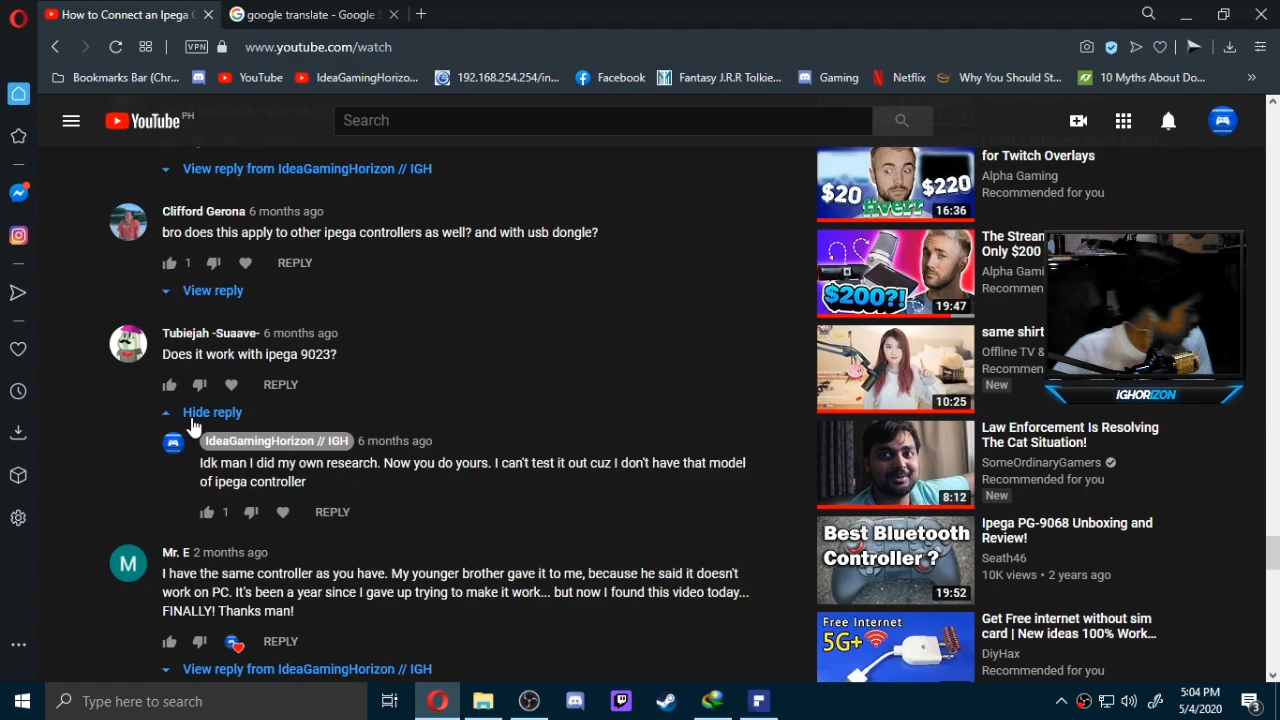 How to Connect an Ipega C
google translate - Google S
VPN
www.youtube.com/watch
Bookmarks Bar (Chr...
YouTube
IdeaGamingHorizo...
192.168.254.254/in...
Facebook
Fantasy J.R.R Tolkie...
Gaming
Netflix
Why You Should St...
10 Myths About Do...
YouTube PH
Search
View reply from IdeaGamingHorizon // IGH
Clifford Gerona 6 months ago
bro does this apply to other ipega controllers as well? and with usb dongle?
1 REPLY
View reply
Tubiejah -Suaave- 6 months ago
Does it work with ipega 9023?
REPLY
Hide reply
IdeaGamingHorizon // IGH 6 months ago
Idk man I did my own research. Now you do yours. I can't test it out cuz I don't have that model
of ipega controller
1 REPLY
M
Mr. E 2 months ago
I have the same controller as you have. My younger brother gave it to me, because he said it doesn't
work on PC. It's been a year since I gave up trying to make it work... but now I found this video today...
FINALLY! Thanks man!
REPLY
View reply from IdeaGamingHorizon // IGH
$20
fiverr
$220
16:36
for Twitch Overlays
Alpha Gaming
Recommended for you
$200?!
19:47
The Stream
Only $200
Alpha Gami
Recommen
10:25
same shirt
Offline TV &
Recommen
New
IGHORIZON
8:12
Law Enforcement Is Resolving
The Cat Situation!
SomeOrdinaryGamers
Recommended for you
New
Best Bluetooth
Controller ?
19:52
Ipega PG-9068 Unboxing and
Review!
Seath46
10K views • 2 years ago
Free Internet
5G+
Get Free internet without sim
card | New ideas 100% Work...
DiyHax
Recommended for you
Type here to search
5:04 PM
5/4/2020
3